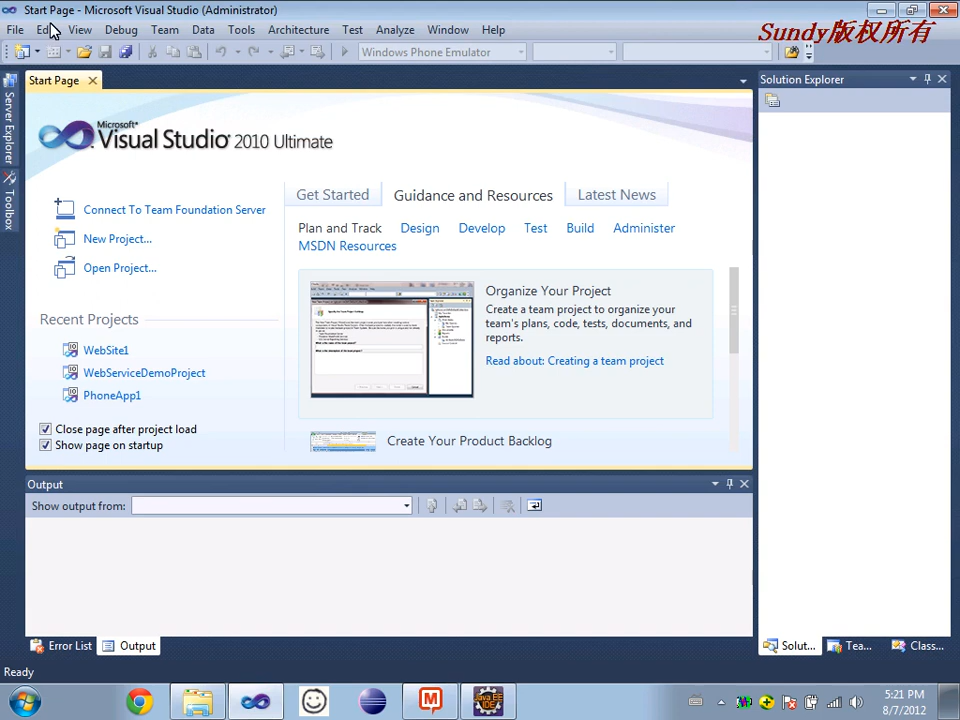 Start Page - Microsoft Visual Studio (Administrator)
File Edit View Debug Team Data Tools Architecture Test Analyze Window Help
Sundy版权所有
Windows Phone Emulator
Start Page
Solution Explorer
Server Explorer
Toolbox
Microsoft
Visual Studio 2010 Ultimate
Get Started Guidance and Resources Latest News
Connect To Team Foundation Server
New Project...
Open Project...
Plan and Track Design Develop Test Build Administer
MSDN Resources
Organize Your Project
Create a team project to organize your
team's plans, code, tests, documents, and
reports.
Read about: Creating a team project
Recent Projects
WebSite1
WebServiceDemoProject
PhoneApp1
Close page after project load
Show page on startup
Create Your Product Backlog
Output
Show output from:
Error List Output
Solut... Tea... Class...
Ready
Java EE
IDE
5:21 PM
8/7/2012